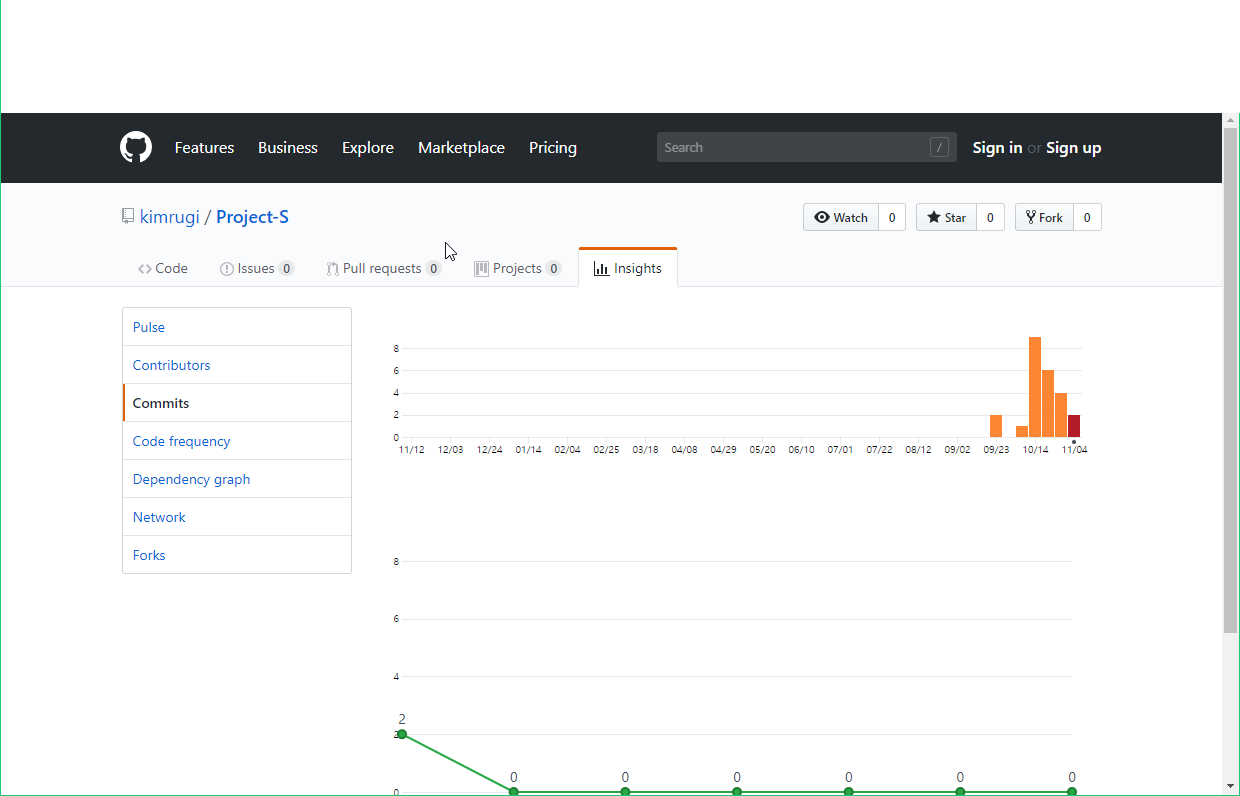 Features Business Explore Marketplace Pricing Search / Sign in or Sign up
kimrugi / Project-S Watch 0 Star 0 Fork 0
Code Issues 0 Pull requests 0 Projects 0 Insights
Pulse
Contributors
Commits
Code frequency
Dependency graph
Network
Forks
8
6
4
2
0
11/12 12/03 12/24 01/14 02/04 02/25 03/18 04/08 04/29 05/20 06/10 07/01 07/22 08/12 09/02 09/23 10/14 11/04
8
6
4
2
2
0 0 0 0 0 0
0